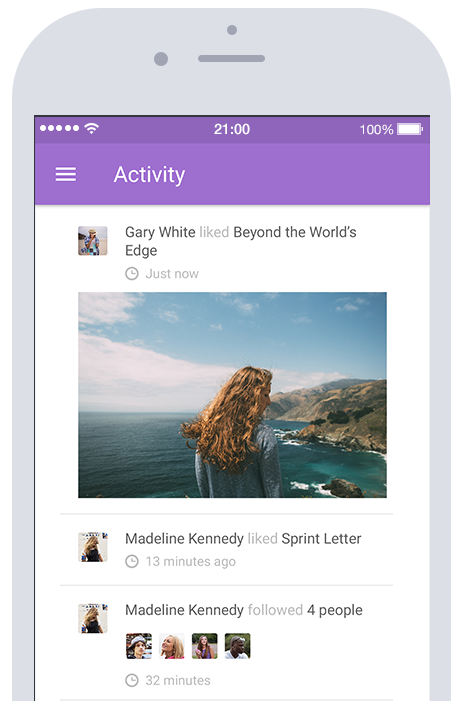 21:00
100%
Activity
Gary White liked Beyond the World's
Edge
Just now
Madeline Kennedy liked Sprint Letter
13 minutes ago
Madeline Kennedy followed 4 people
32 minutes